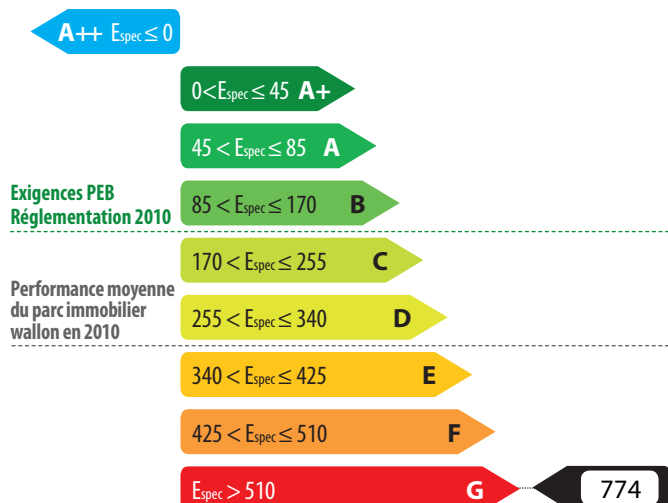 A++ Espec ≤ 0
0<Espec ≤ 45 A+
45 < Espec ≤ 85 A
Exigences PEB
Réglementation 2010
85 < Espec ≤ 170 B
170 < Espec ≤ 255 C
Performance moyenne
du parc immobilier
wallon en 2010
255 < Espec ≤ 340 D
340 < Espec ≤ 425 E
425 < Espec ≤ 510 F
Espec > 510 G 774